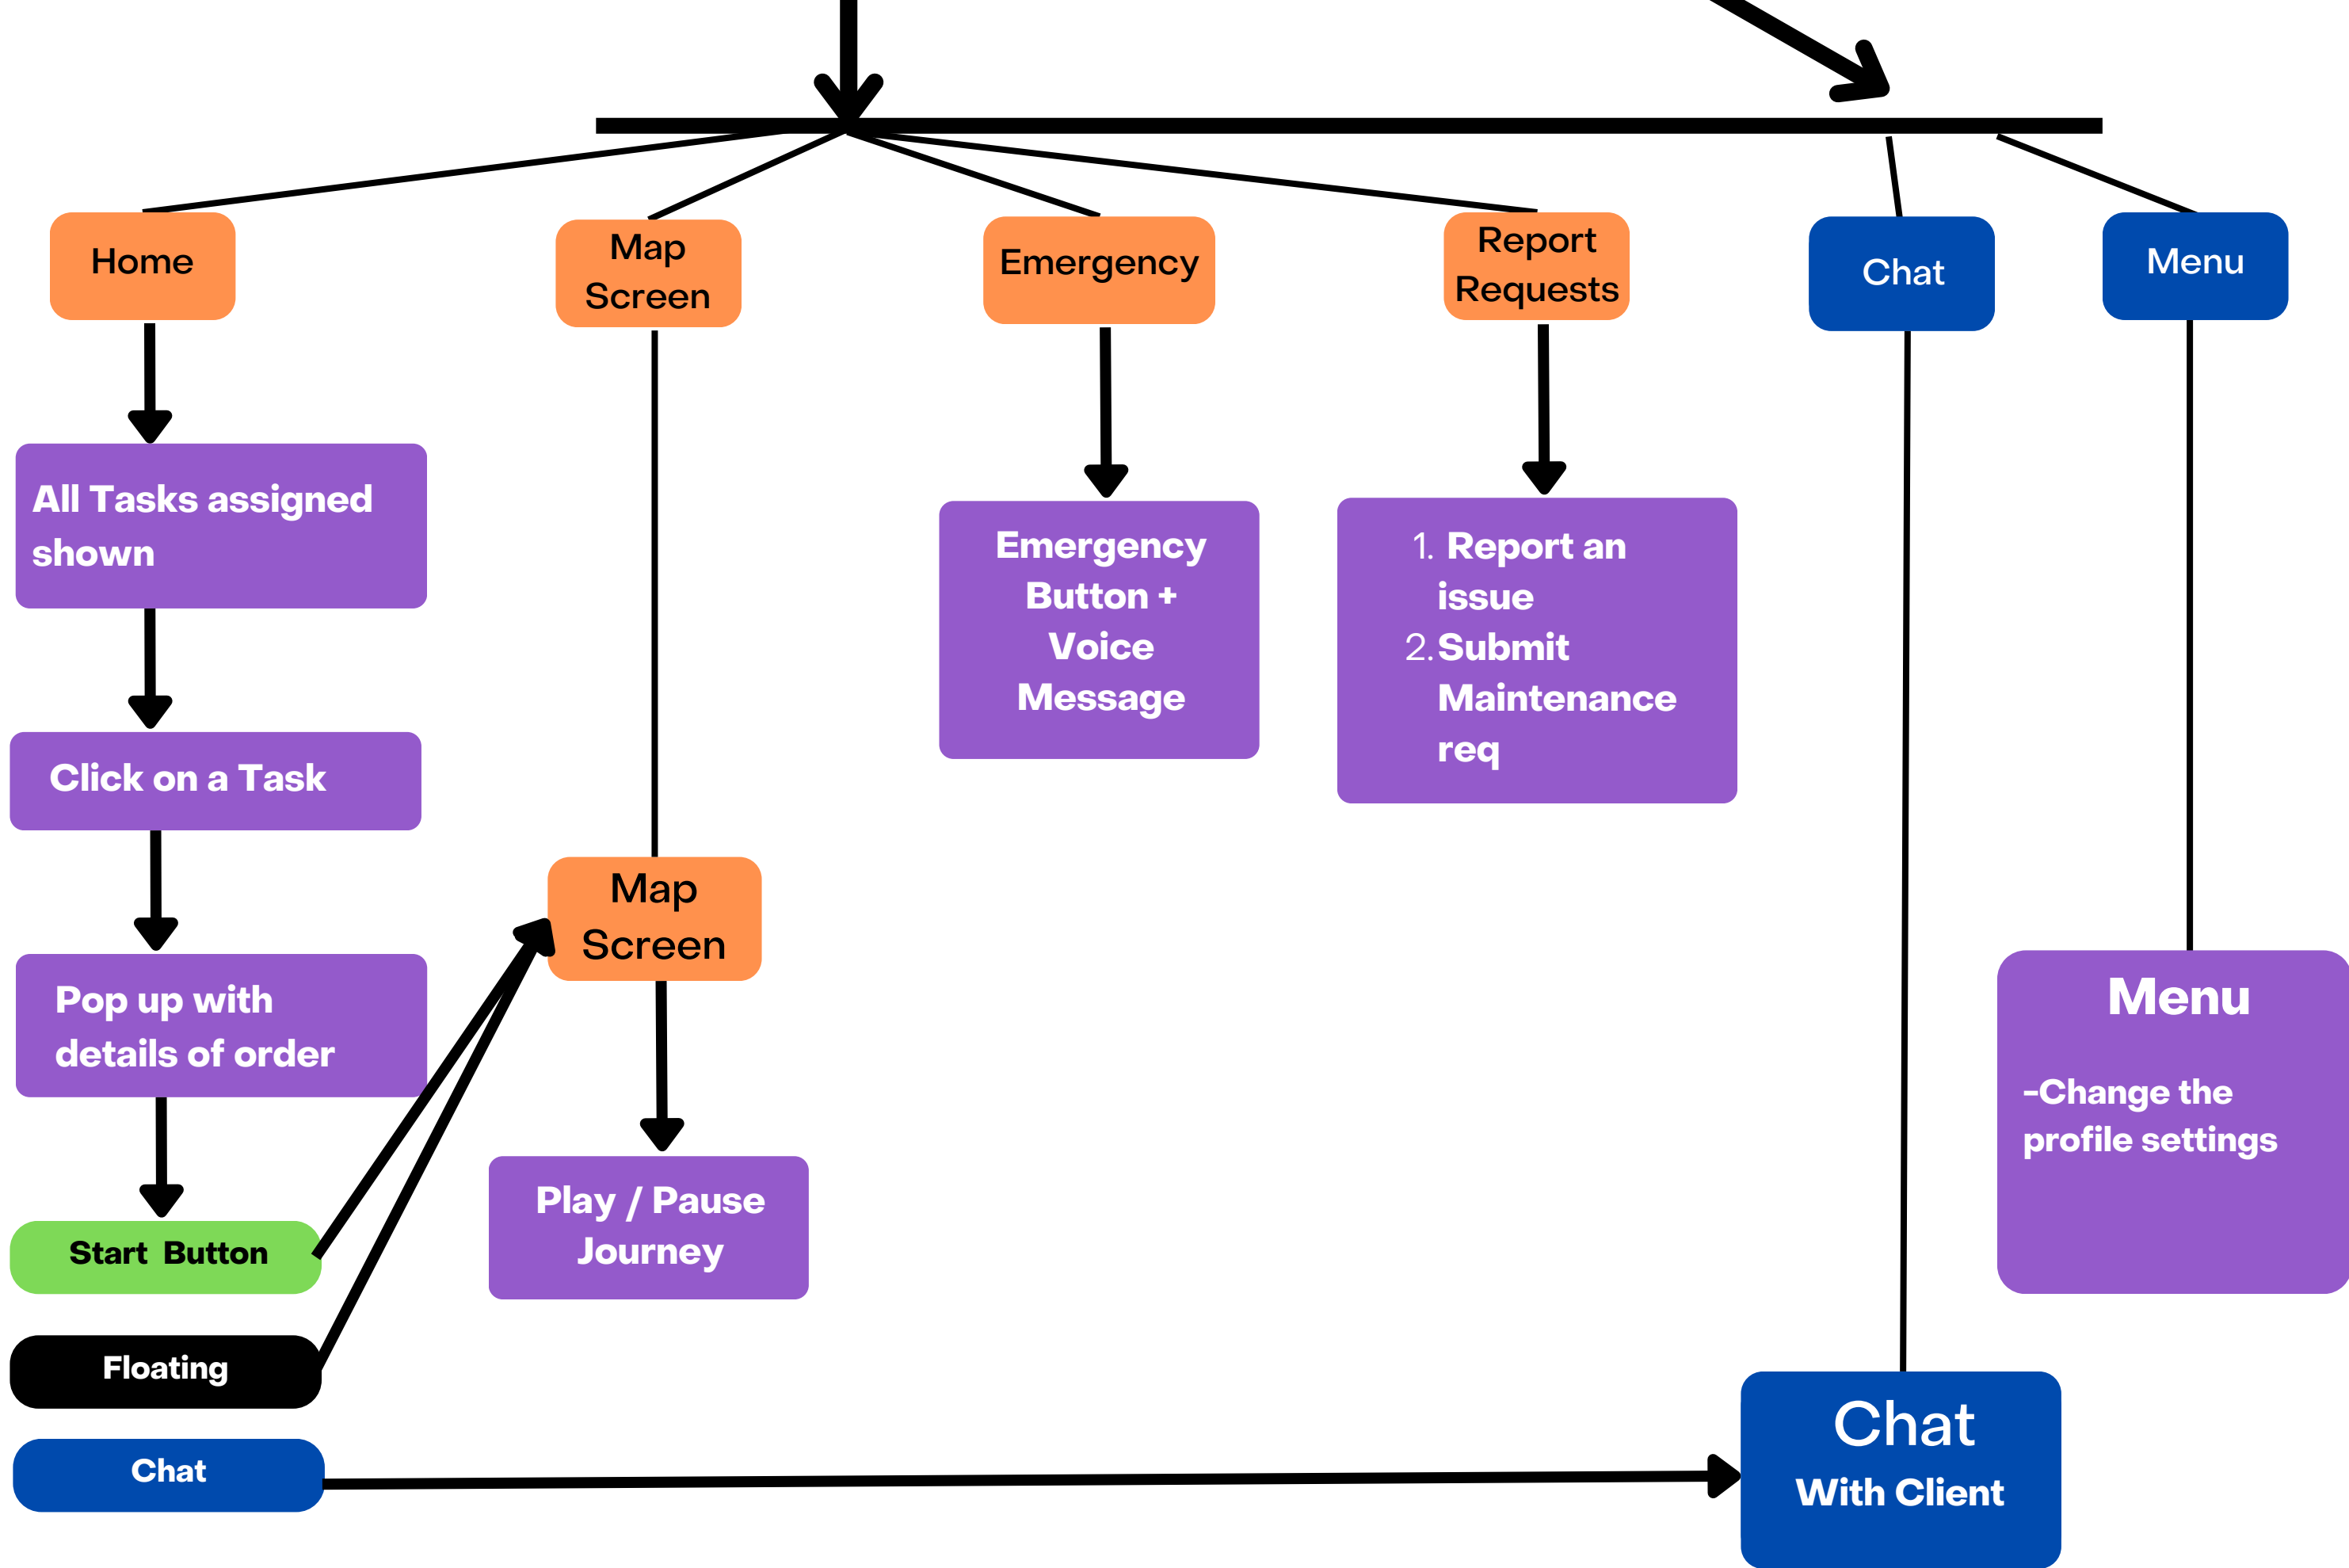 Home
Map
Screen
Emergency
Report
Requests
Chat
Menu
All Tasks assigned
shown
Click on a Task
Pop up with
details of order
Start Button
Floating
Chat
Map
Screen
Play / Pause
Journey
Emergency
Button +
Voice
Message
1. Report an
issue
2. Submit
Maintenance
req
Chat
With Client
Menu
-Change the
profile settings